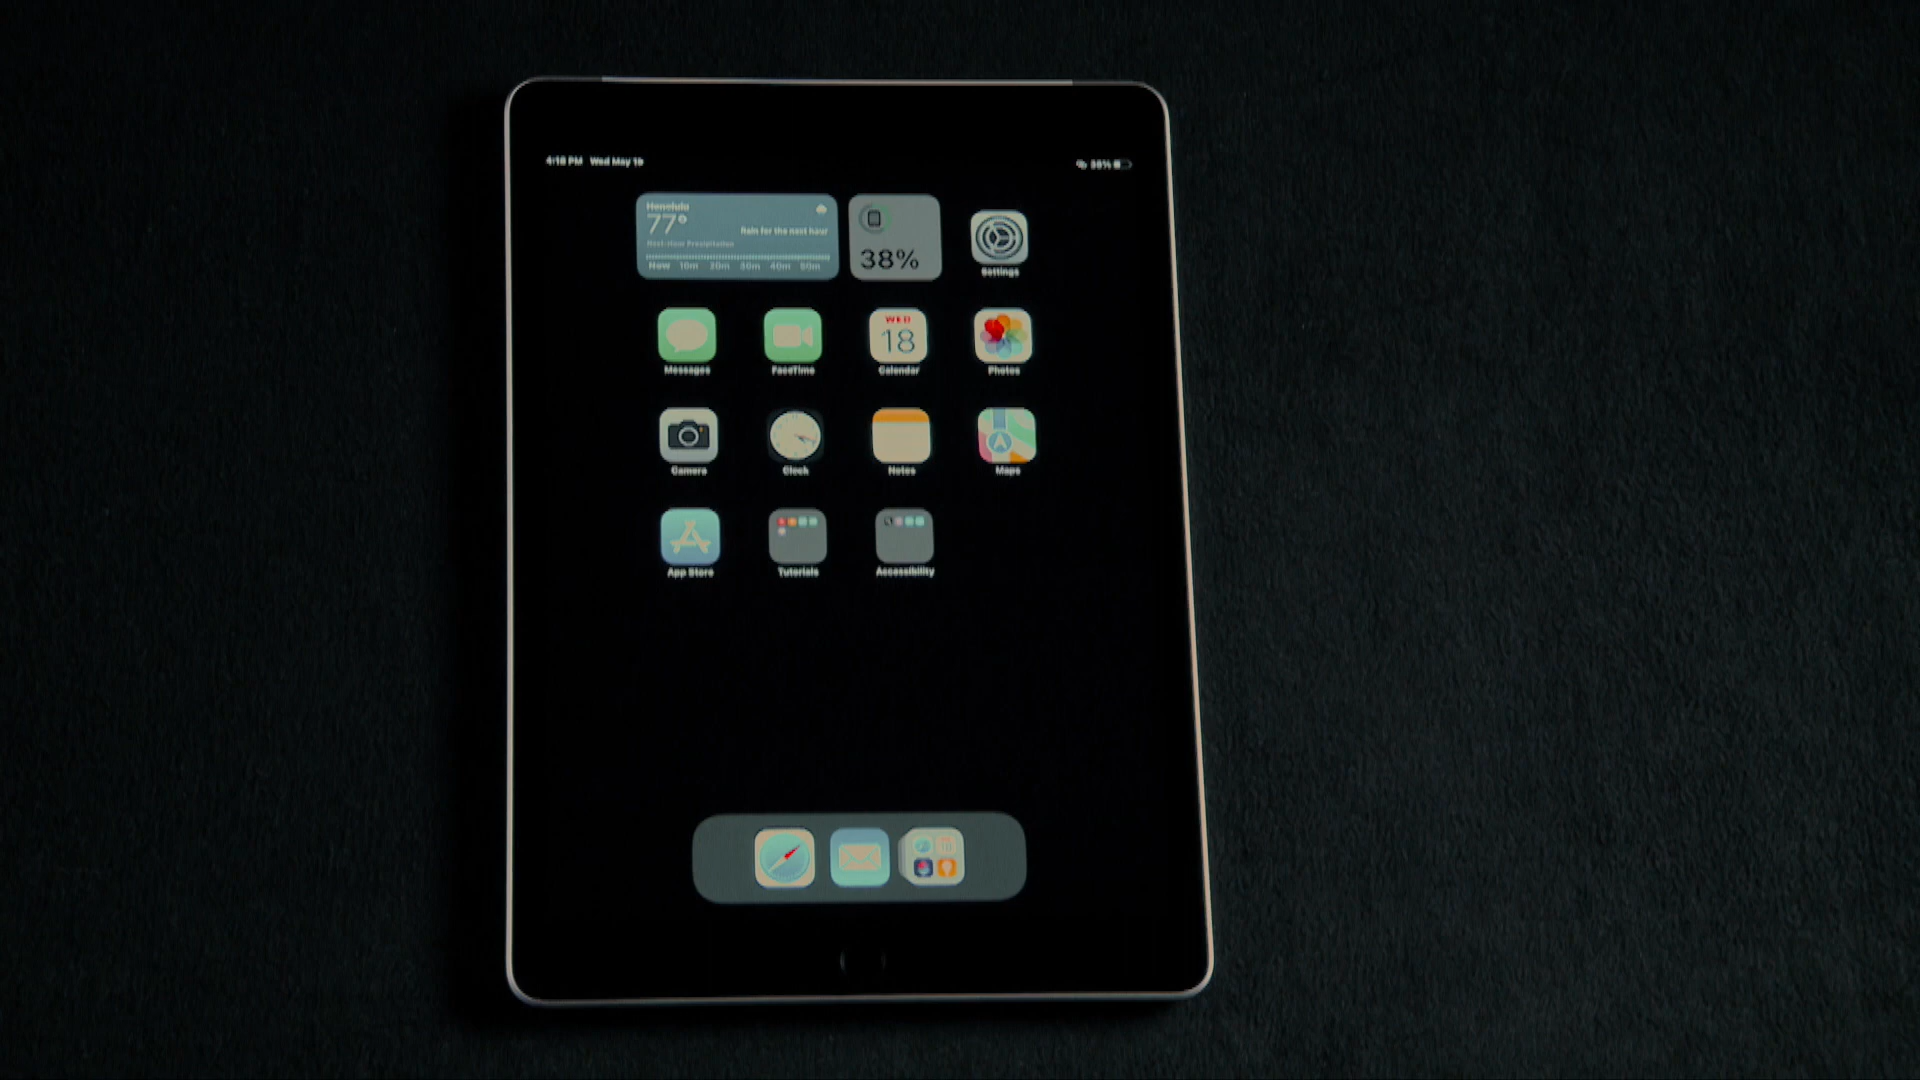 4:18 PM Wed May 18
38%
Honolulu
77°
Rain for the next hour
Next-Hour Precipitation
Now 10m 20m 30m 40m 50m
38%
Settings
WED
18
Messages
FaceTime
Calendar
Photos
Camera
Clock
Notes
Maps
App Store
Tutorials
Accessibility